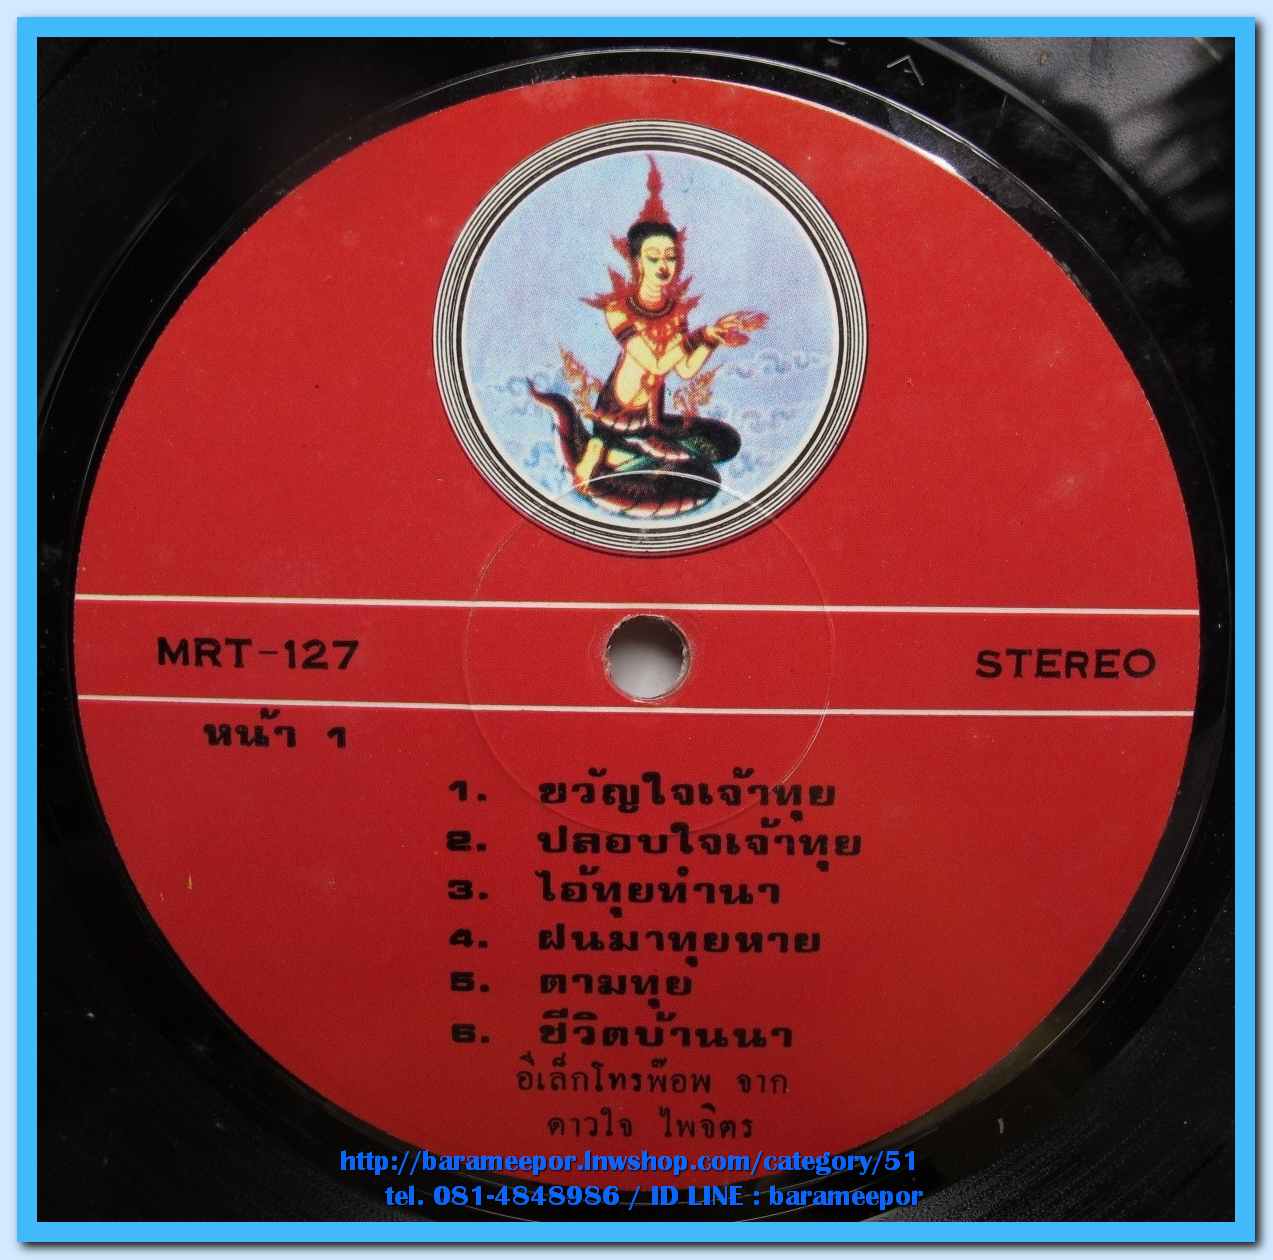 MRT-127
STEREO
หน้า 1
1. ขวัญใจเจ้าทุย
2. ปลอบใจเจ้าทุย
3. ไอ้ทุยทำนา
4. ฝนมาทุยหาย
5. ตามทุย
6. ชีวิตบ้านนา
อีเล็กโทรพ๊อพ จาก
ดาวใจ ไพจิตร
http://barameepor.lnwshop.com/category/51
tel. 081-4848986 / ID LINE : barameepor